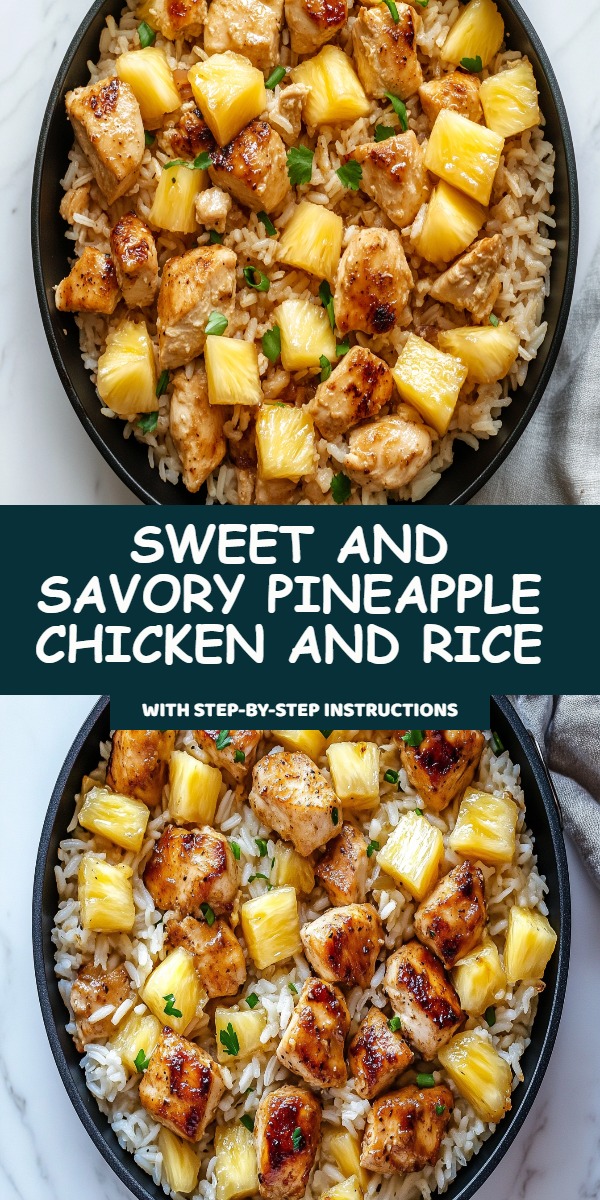 SWEET AND
SAVORY PINEAPPLE
CHICKEN AND RICE
WITH STEP-BY-STEP INSTRUCTIONS